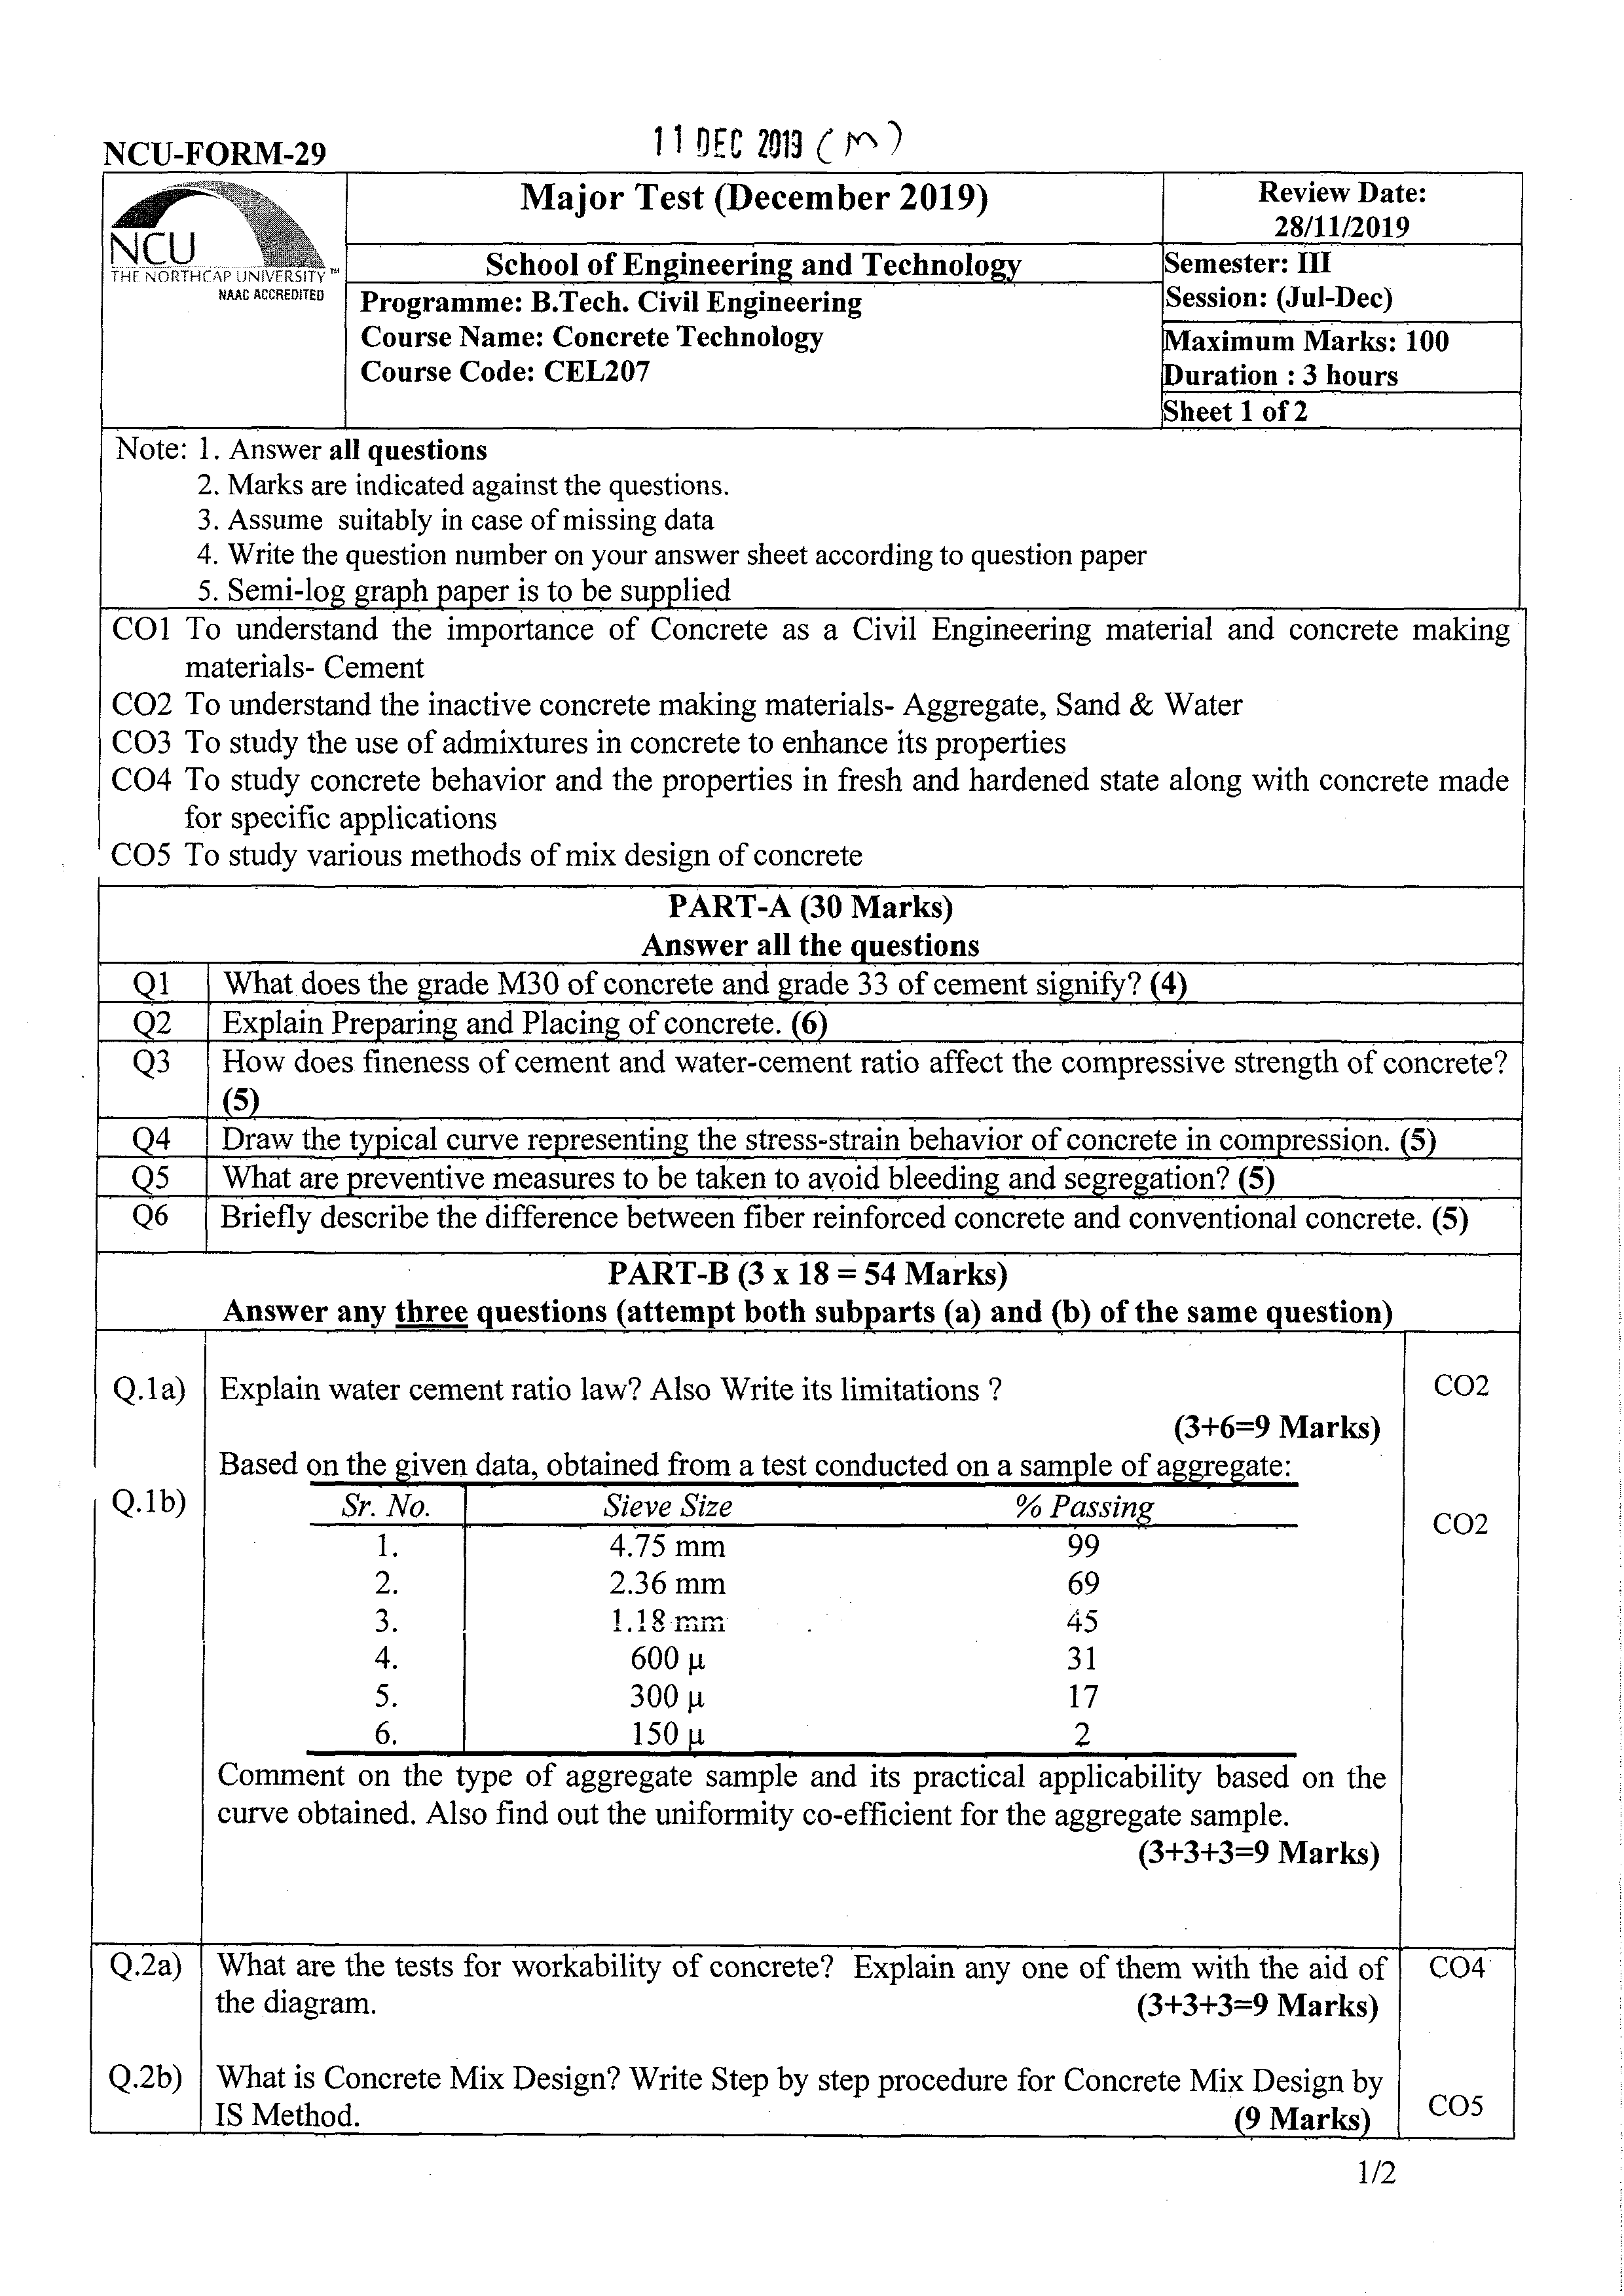 NCU-FORM-29
11 DEC 2019 (M)
NCU
THE NORTHCAP UNIVERSITY™
NAAC ACCREDITED
Major Test (December 2019)
Review Date:
28/11/2019
School of Engineering and Technology
Semester: III
Session: (Jul-Dec)
Programme: B.Tech. Civil Engineering
Course Name: Concrete Technology
Course Code: CEL207
Maximum Marks: 100
Duration : 3 hours
Sheet 1 of 2
Note: 1. Answer all questions
2. Marks are indicated against the questions.
3. Assume suitably in case of missing data
4. Write the question number on your answer sheet according to question paper
5. Semi-log graph paper is to be supplied
CO1 To understand the importance of Concrete as a Civil Engineering material and concrete making
materials- Cement
CO2 To understand the inactive concrete making materials- Aggregate, Sand & Water
CO3 To study the use of admixtures in concrete to enhance its properties
CO4 To study concrete behavior and the properties in fresh and hardened state along with concrete made
for specific applications
CO5 To study various methods of mix design of concrete
PART-A (30 Marks)
Answer all the questions
Q1 What does the grade M30 of concrete and grade 33 of cement signify? (4)
Q2 Explain Preparing and Placing of concrete. (6)
Q3 How does fineness of cement and water-cement ratio affect the compressive strength of concrete?
(5)
Q4 Draw the typical curve representing the stress-strain behavior of concrete in compression. (5)
Q5 What are preventive measures to be taken to avoid bleeding and segregation? (5)
Q6 Briefly describe the difference between fiber reinforced concrete and conventional concrete. (5)
PART-B (3 x 18 = 54 Marks)
Answer any three questions (attempt both subparts (a) and (b) of the same question)
Q.1a) Explain water cement ratio law? Also Write its limitations ? CO2
(3+6=9 Marks)
Based on the given data, obtained from a test conducted on a sample of aggregate:
Q.1b) Sr. No. Sieve Size % Passing CO2
1. 4.75 mm 99
2. 2.36 mm 69
3. 1.18 mm 45
4. 600 µ 31
5. 300 µ 17
6. 150 µ 2
Comment on the type of aggregate sample and its practical applicability based on the
curve obtained. Also find out the uniformity co-efficient for the aggregate sample.
(3+3+3=9 Marks)
Q.2a) What are the tests for workability of concrete? Explain any one of them with the aid of CO4
the diagram. (3+3+3=9 Marks)
Q.2b) What is Concrete Mix Design? Write Step by step procedure for Concrete Mix Design by
IS Method. (9 Marks) CO5
1/2